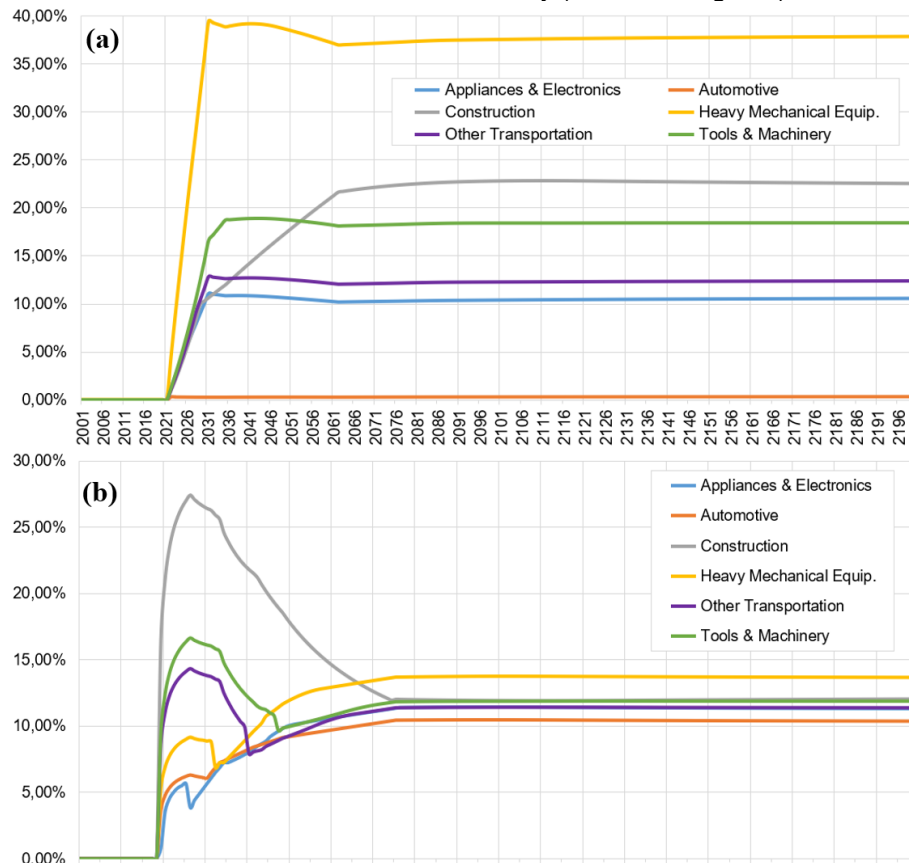 40,00%
(a)
35,00%
Appliances & Electronics Automotive
Construction Heavy Mechanical Equip.
Other Transportation Tools & Machinery
30,00%
25,00%
20,00%
15,00%
10,00%
5,00%
0,00%
2001 2006 2011 2016 2021 2026 2031 2036 2041 2046 2051 2056 2061 2066 2071 2076 2081 2086 2091 2096 2101 2106 2111 2116 2121 2126 2131 2136 2141 2146 2151 2156 2161 2166 2171 2176 2181 2186 2191 2196
30,00%
(b)
Appliances & Electronics
Automotive
Construction
Heavy Mechanical Equip.
Other Transportation
Tools & Machinery
25,00%
20,00%
15,00%
10,00%
5,00%
0,00%